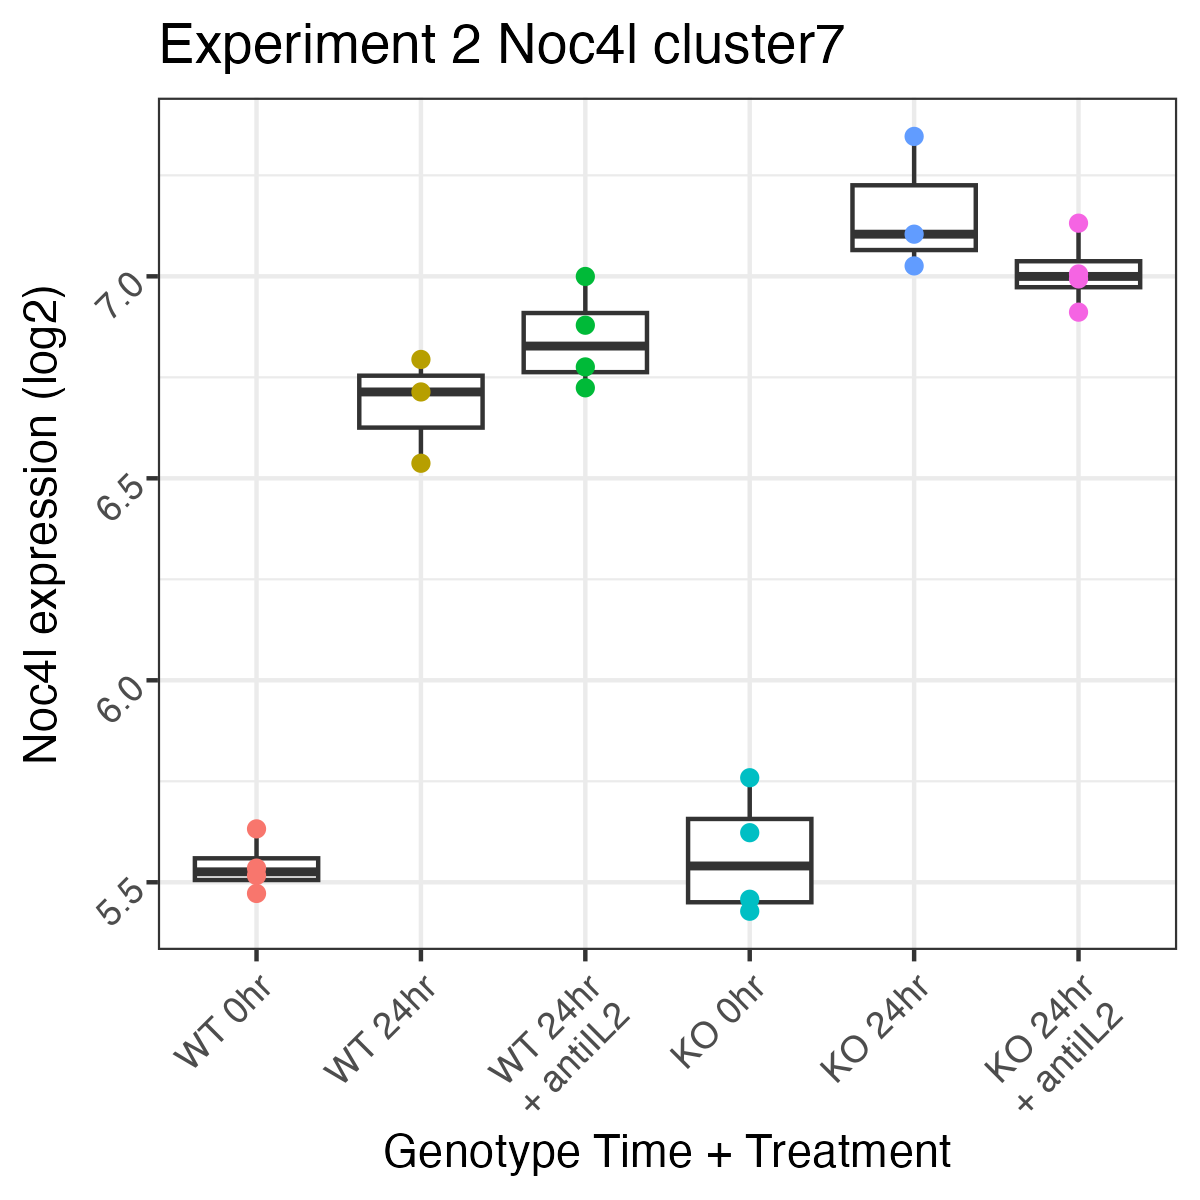 Experiment 2 Noc4l cluster7
Noc4l expression (log2)
7.0
6.5
6.0
5.5
WT 0hr
WT 24hr
WT 24hr
+ antiIL2
KO 0hr
KO 24hr
KO 24hr
+ antiIL2
Genotype Time + Treatment